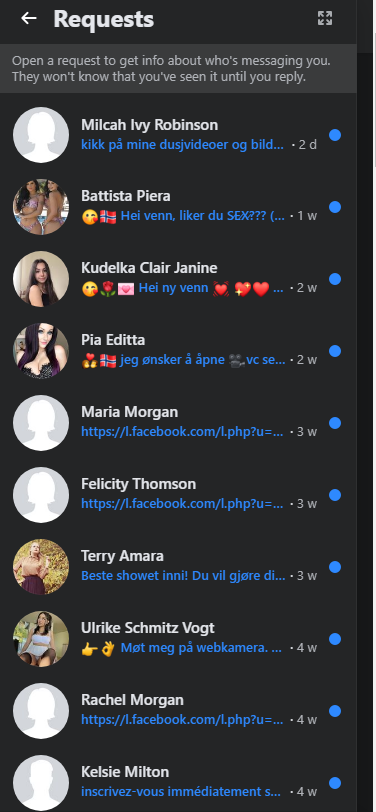 Requests
Open a request to get info about who's messaging you.
They won't know that you've seen it until you reply.
Milcah Ivy Robinson
kikk på mine dusjvideoer og bild... · 2 d
Battista Piera
😘🇳🇴 Hei venn, liker du SEX??? (... · 1 w
Kudelka Clair Janine
😘🌹💌 Hei ny venn 💓 💖❤️ ... · 2 w
Pia Editta
💏🇳🇴 jeg ønsker å åpne 🎥vc se... · 2 w
Maria Morgan
https://l.facebook.com/l.php?u=... · 3 w
Felicity Thomson
https://l.facebook.com/l.php?u=... · 3 w
Terry Amara
Beste showet inni! Du vil gjøre di... · 3 w
Ulrike Schmitz Vogt
👉👌 Møt meg på webkamera. ... · 4 w
Rachel Morgan
https://l.facebook.com/l.php?u=... · 4 w
Kelsie Milton
inscrivez-vous immédiatement s... · 4 w